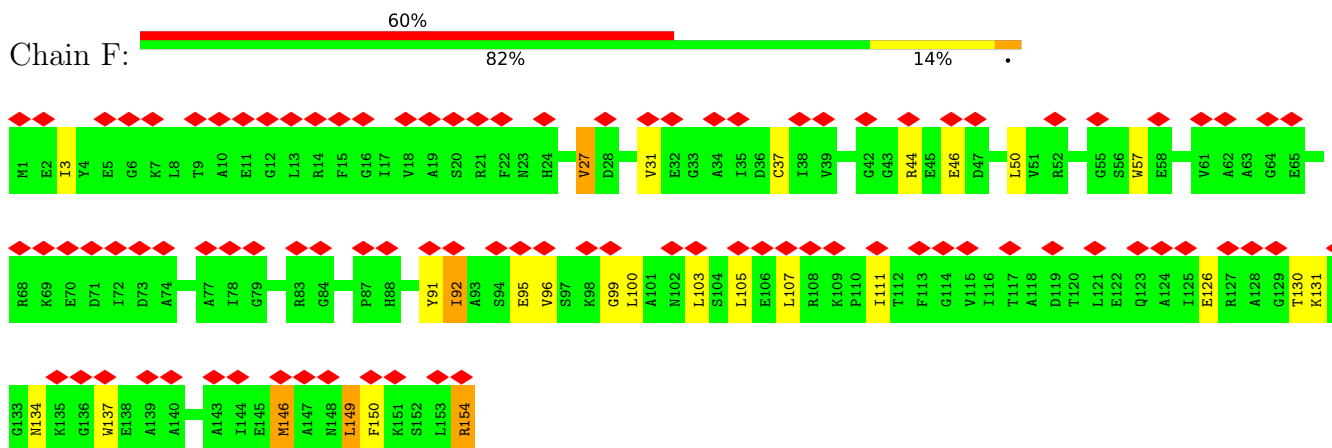 60%
Chain F:
82% 14% •
M1 E2 I3 Y4 E5 G6 K7 L8 T9 A10 E11 G12 L13 R14 F15 G16 I17 V18 A19 S20 R21 F22 N23 H24 V27 D28 V31 E32 G33 A34 I35 D36 C37 I38 V39 G42 G43 R44 E45 E46 D47 L50 V51 R52 G55 S56 W57 E58 V61 A62 A63 G64 E65
R68 K69 E70 D71 I72 D73 A74 A77 I78 G79 R83 G84 P87 H88 Y91 I92 A93 S94 E95 V96 S97 K98 G99 L100 A101 N102 L103 S104 L105 E106 L107 R108 K109 P110 I111 T112 F113 G114 V115 I116 T117 A118 D119 T120 L121 E122 Q123 A124 I125 E126 R127 A128 G129 T130 K131
G133 N134 K135 G136 W137 E138 A139 A140 A143 I144 E145 M146 A147 N148 L149 F150 K151 S152 L153 R154